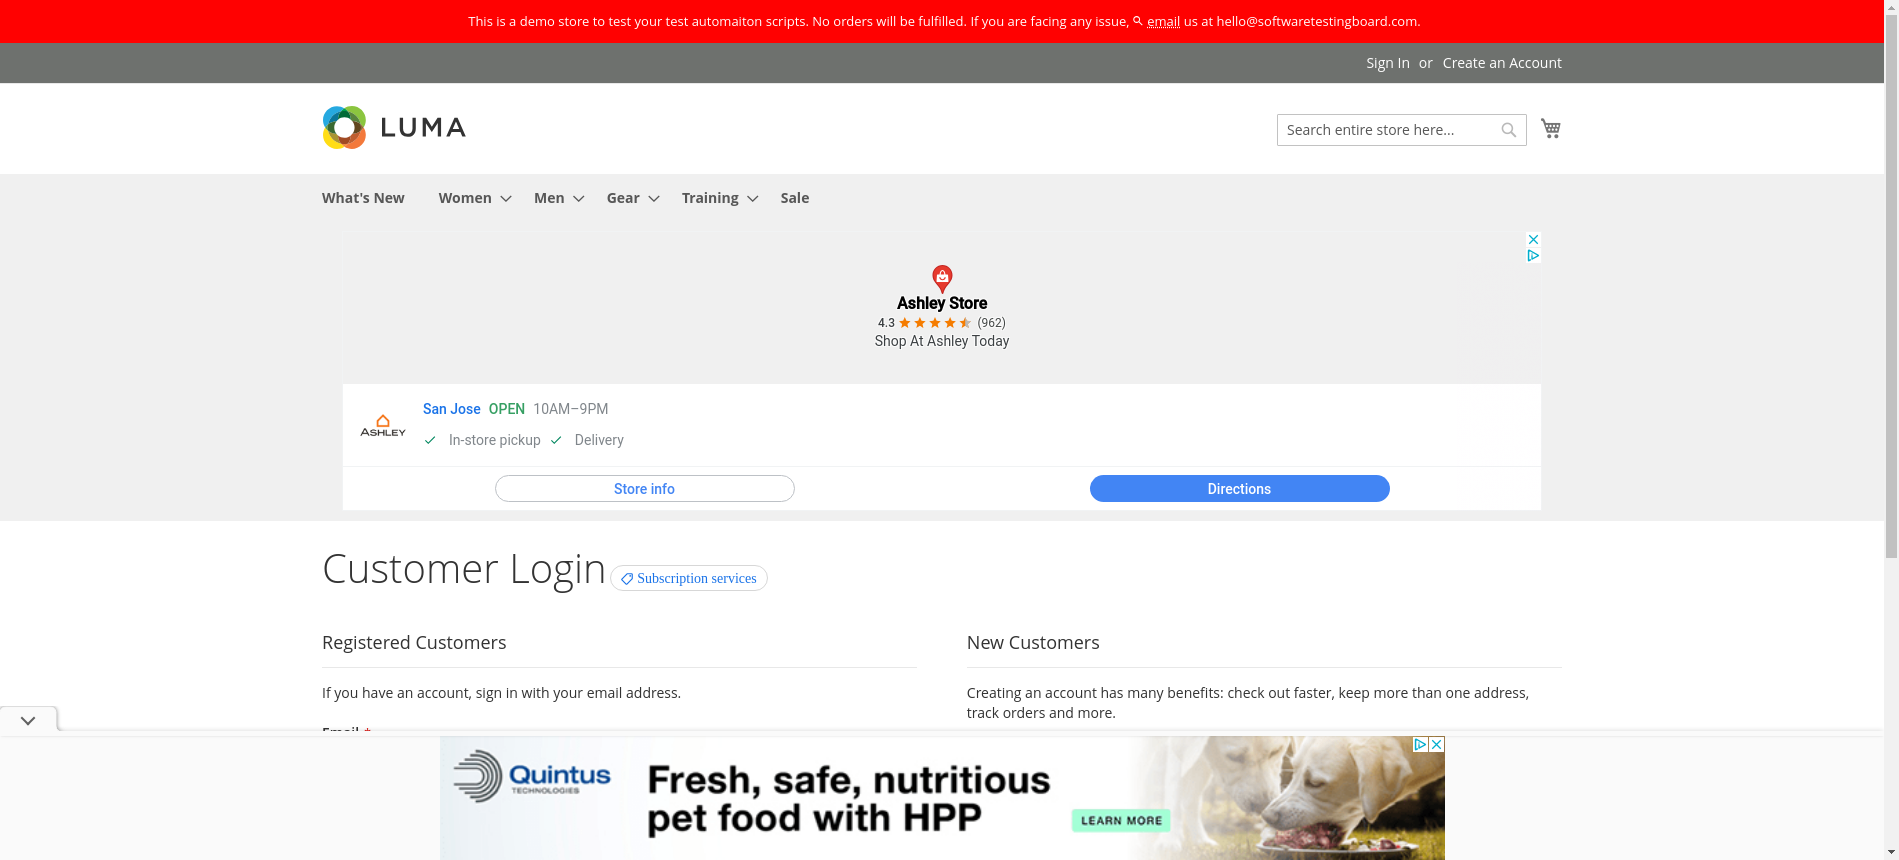 This is a demo store to test your test automaiton scripts. No orders will be fulfilled. If you are facing any issue, email us at hello@softwaretestingboard.com.
Sign In or Create an Account
LUMA
Search entire store here...
What's New Women Men Gear Training Sale
Ashley Store
4.3 (962)
Shop At Ashley Today
ASHLEY
San Jose OPEN 10AM–9PM
In-store pickup Delivery
Store info Directions
Customer Login Subscription services
Registered Customers
If you have an account, sign in with your email address.
Email *
New Customers
Creating an account has many benefits: check out faster, keep more than one address,
track orders and more.
Quintus
TECHNOLOGIES
Fresh, safe, nutritious
pet food with HPP
LEARN MORE